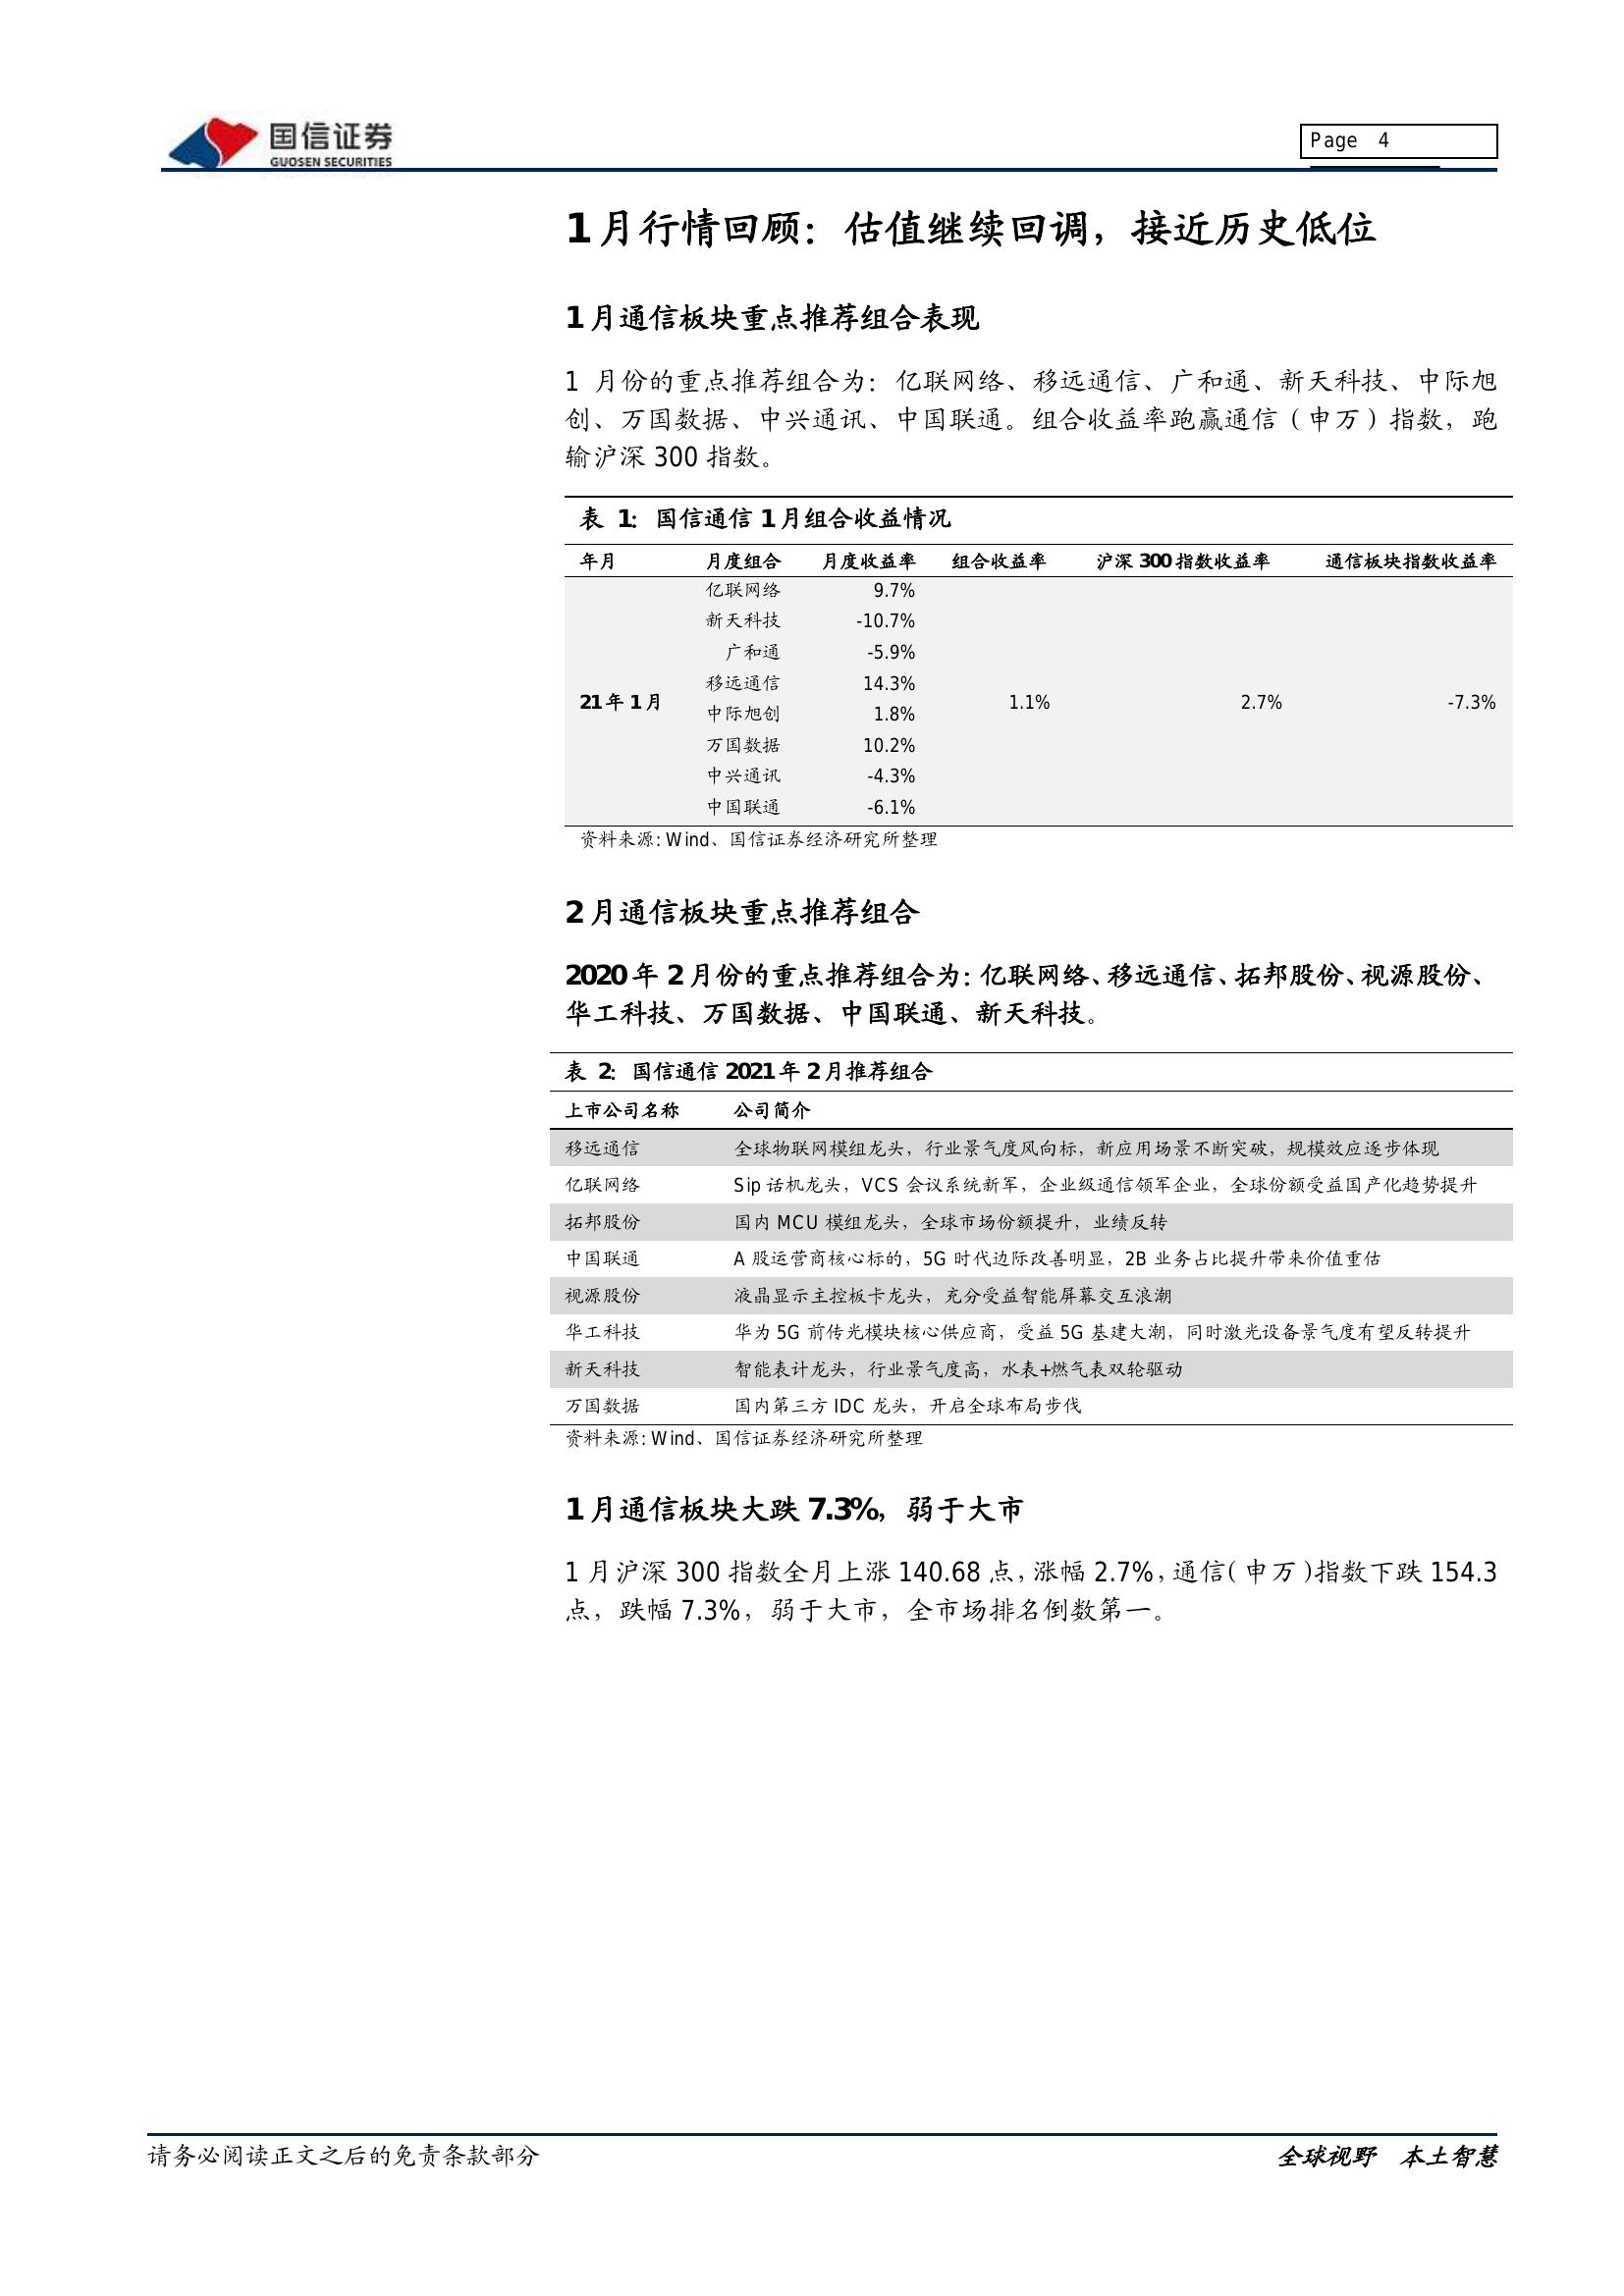 国信证券
GUOSEN SECURITIES
Page 4
1月行情回顾：估值继续回调，接近历史低位
1月通信板块重点推荐组合表现
1 月份的重点推荐组合为：亿联网络、移远通信、广和通、新天科技、中际旭
创、万国数据、中兴通讯、中国联通。组合收益率跑赢通信（申万）指数，跑
输沪深 300 指数。
表 1：国信通信 1月组合收益情况
年月 月度组合 月度收益率 组合收益率 沪深 300 指数收益率 通信板块指数收益率
亿联网络 9.7%
新天科技 -10.7%
广和通 -5.9%
移远通信 14.3%
21年 1月 1.1% 2.7% -7.3%
中际旭创 1.8%
万国数据 10.2%
中兴通讯 -4.3%
中国联通 -6.1%
资料来源: Wind、国信证券经济研究所整理
2月通信板块重点推荐组合
2020年 2月份的重点推荐组合为：亿联网络、移远通信、拓邦股份、视源股份、
华工科技、万国数据、中国联通、新天科技。
表 2：国信通信 2021年 2月推荐组合
上市公司名称 公司简介
移远通信 全球物联网模组龙头，行业景气度风向标，新应用场景不断突破，规模效应逐步体现
亿联网络 Sip 话机龙头，VCS 会议系统新军，企业级通信领军企业，全球份额受益国产化趋势提升
拓邦股份 国内 MCU 模组龙头，全球市场份额提升，业绩反转
中国联通 A 股运营商核心标的，5G 时代边际改善明显，2B 业务占比提升带来价值重估
视源股份 液晶显示主控板卡龙头，充分受益智能屏幕交互浪潮
华工科技 华为 5G 前传光模块核心供应商，受益 5G 基建大潮，同时激光设备景气度有望反转提升
新天科技 智能表计龙头，行业景气度高，水表+燃气表双轮驱动
万国数据 国内第三方 IDC 龙头，开启全球布局步伐
资料来源: Wind、国信证券经济研究所整理
1月通信板块大跌 7.3%，弱于大市
1 月沪深 300 指数全月上涨 140.68 点，涨幅 2.7%，通信（申万）指数下跌 154.3
点，跌幅 7.3%，弱于大市，全市场排名倒数第一。
请务必阅读正文之后的免责条款部分
全球视野 本土智慧